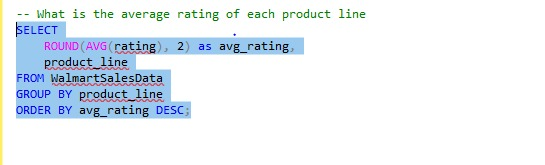 -- What is the average rating of each product line
SELECT
ROUND(AVG(rating), 2) as avg_rating,
product_line
FROM WalmartSalesData
GROUP BY product_line
ORDER BY avg_rating DESC;